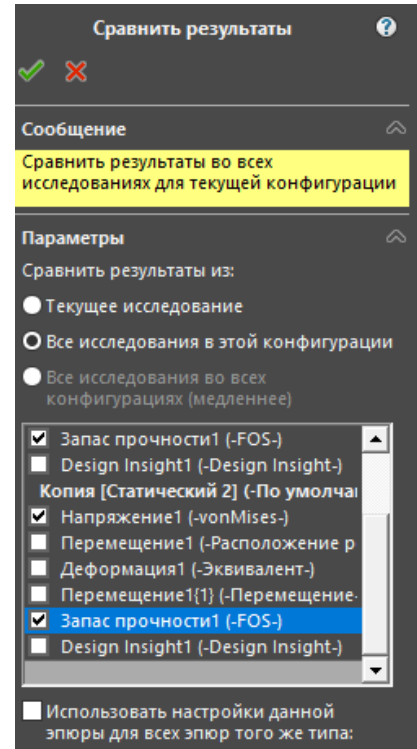 Сравнить результаты
?
Сообщение
Сравнить результаты во всех
исследованиях для текущей конфигурации
Параметры
Сравнить результаты из:
Текущее исследование
Все исследования в этой конфигурации
Все исследования во всех
конфигурациях (медленнее)
Запас прочности1 (-FOS-)
Design Insight1 (-Design Insight-)
Копия [Статический 2] (-По умолчан
Напряжение1 (-vonMises-)
Перемещение1 (-Расположение р
Деформация1 (-Эквивалент-)
Перемещение1{1} (-Перемещение-
Запас прочности1 (-FOS-)
Design Insight1 (-Design Insight-)
Использовать настройки данной
эпюры для всех эпюр того же типа: